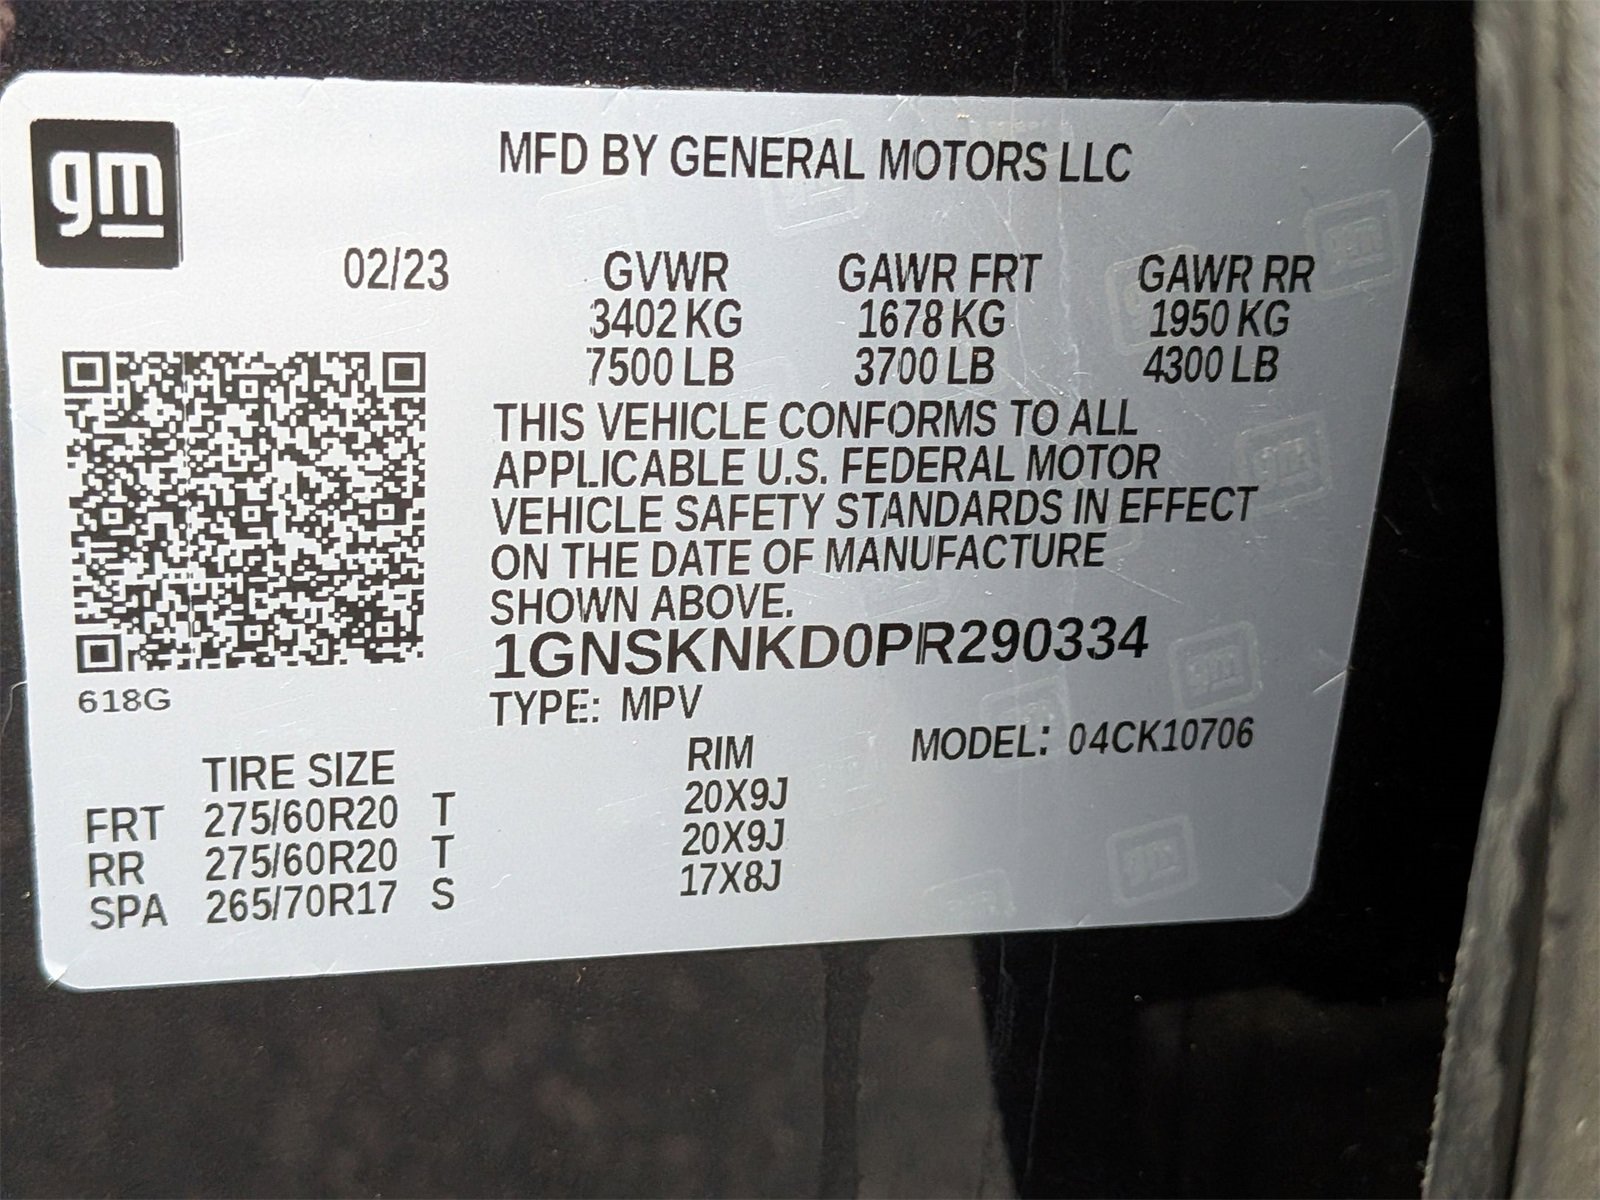 gm
MFD BY GENERAL MOTORS LLC
02/23 GVWR GAWR FRT GAWR RR
3402 KG 1678 KG 1950 KG
7500 LB 3700 LB 4300 LB
THIS VEHICLE CONFORMS TO ALL
APPLICABLE U.S. FEDERAL MOTOR
VEHICLE SAFETY STANDARDS IN EFFECT
ON THE DATE OF MANUFACTURE
SHOWN ABOVE.
1GNSKNKD0PR290334
618G
TYPE: MPV
MODEL: 04CK10706
TIRE SIZE RIM
FRT 275/60R20 T 20X9J
RR 275/60R20 T 20X9J
SPA 265/70R17 S 17X8J